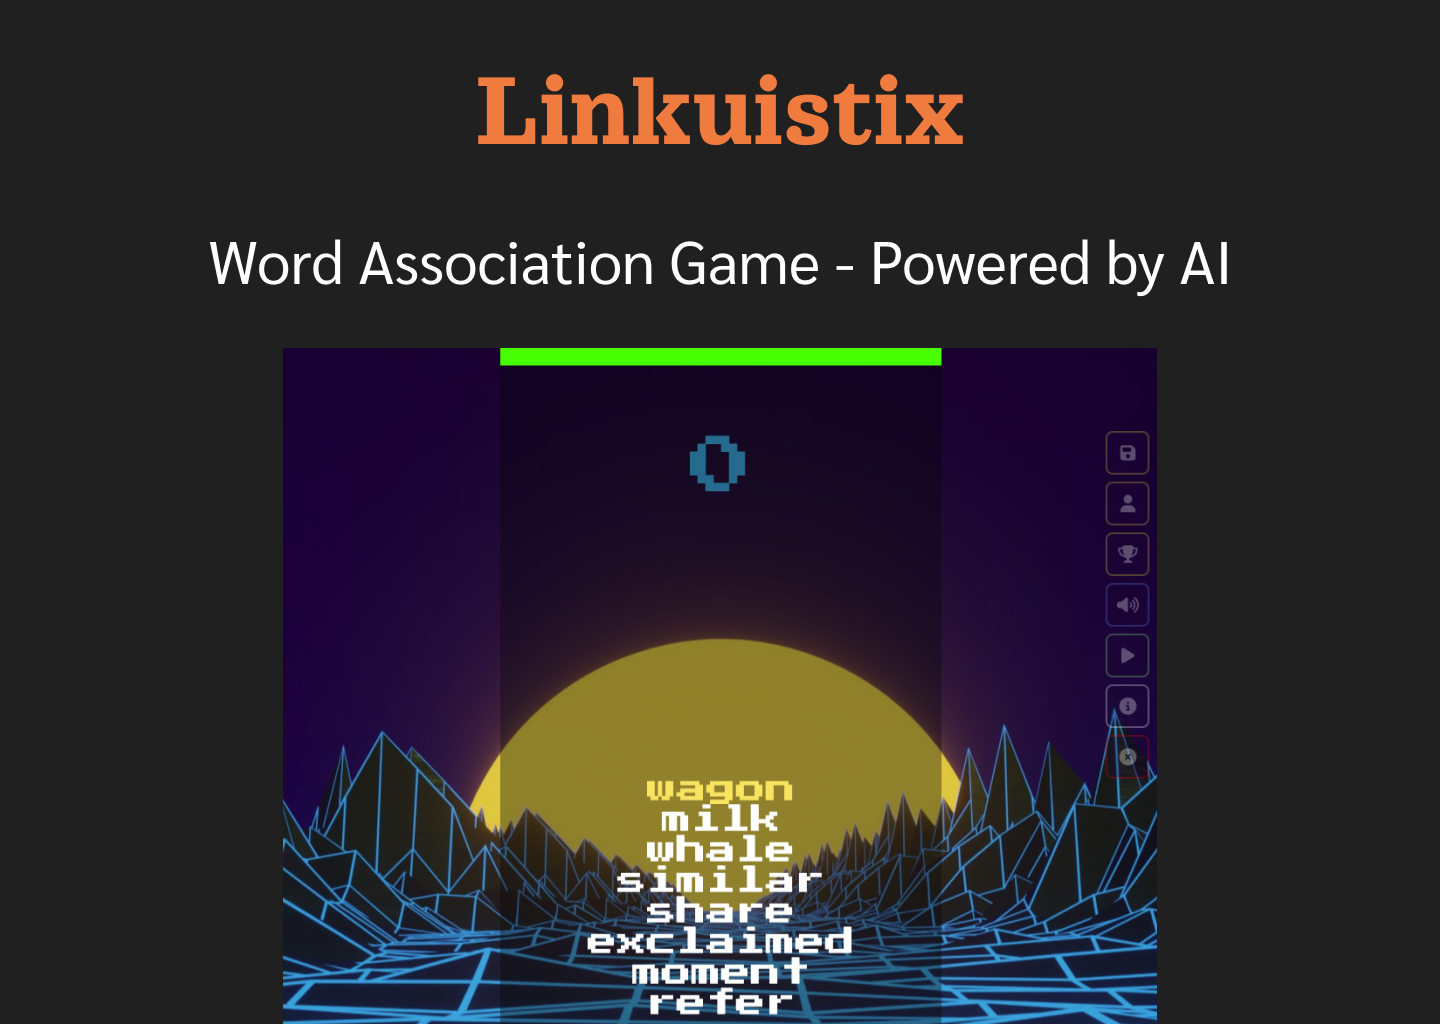 Linkuistix
Word Association Game - Powered by AI
0
wagon
milk
whale
similar
share
exclaimed
moment
refer